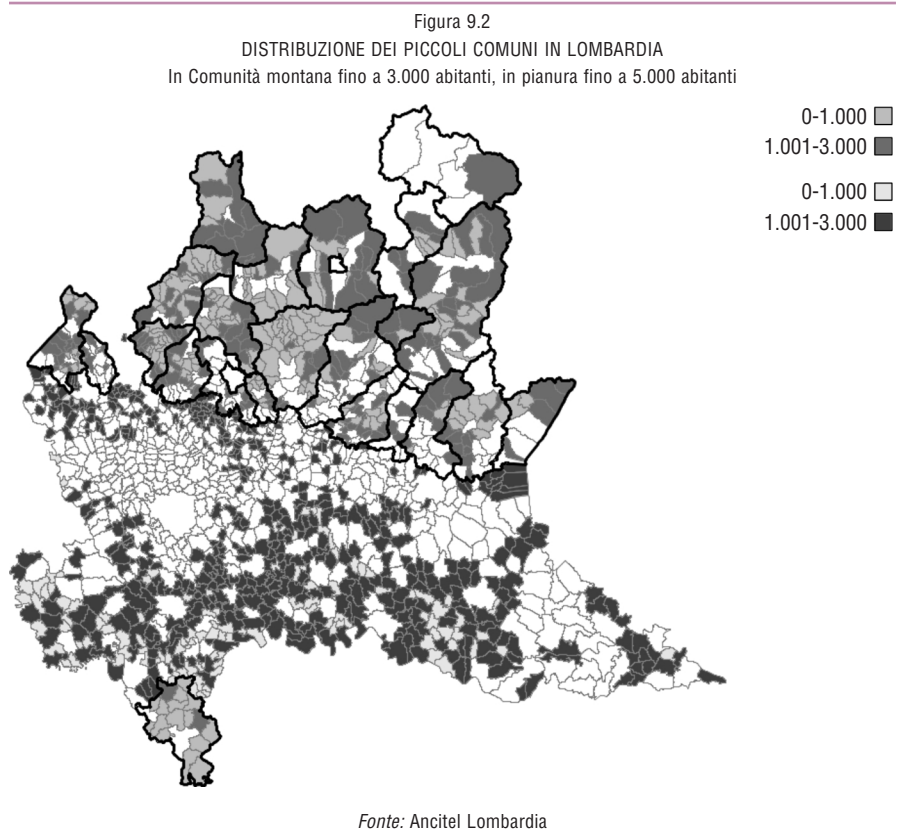 Figura 9.2
DISTRIBUZIONE DEI PICCOLI COMUNI IN LOMBARDIA
In Comunità montana fino a 3.000 abitanti, in pianura fino a 5.000 abitanti
0-1.000
1.001-3.000
0-1.000
1.001-3.000
Fonte: Ancitel Lombardia